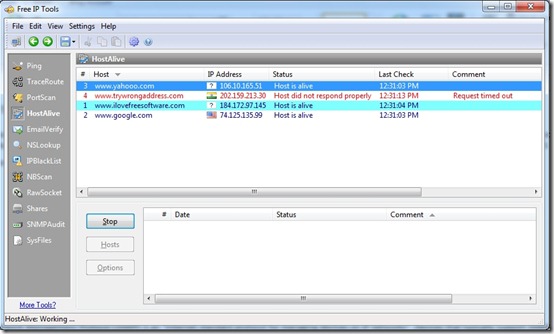 Free IP Tools
File Edit View Settings Help
Ping
TraceRoute
PortScan
HostAlive
EmailVerify
NSLookup
IPBlackList
NBScan
RawSocket
Shares
SNMPAudit
SysFiles
More Tools?
HostAlive
# Host IP Address Status Last Check Comment
3 www.yahooo.com ? 106.10.165.51 Host is alive 12:31:03 PM
4 www.trywrongaddress.com 202.159.213.30 Host did not respond properly 12:31:13 PM Request timed out
1 www.ilovefreesoftware.com ? 184.172.97.145 Host is alive 12:31:04 PM
2 www.google.com 74.125.135.99 Host is alive 12:31:03 PM
Stop
Hosts
Options
# Date Status Comment
HostAlive: Working ...